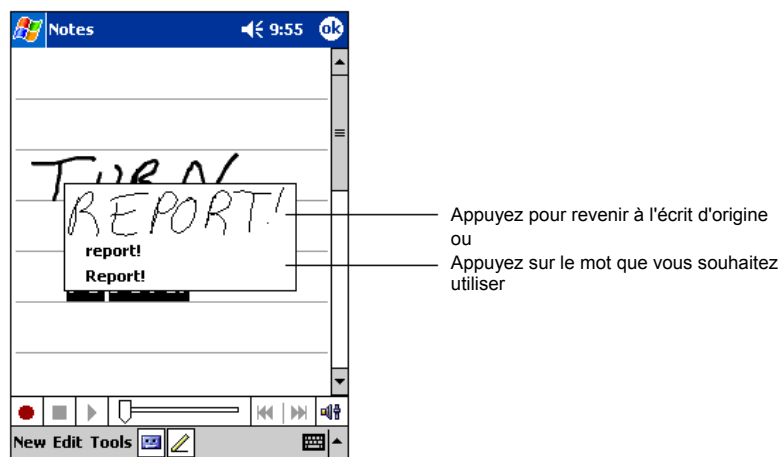 Notes 9:55 ok
TURN
REPORT!
report!
Report!
New Edit Tools
Appuyez pour revenir à l'écrit d'origine
ou
Appuyez sur le mot que vous souhaitez
utiliser